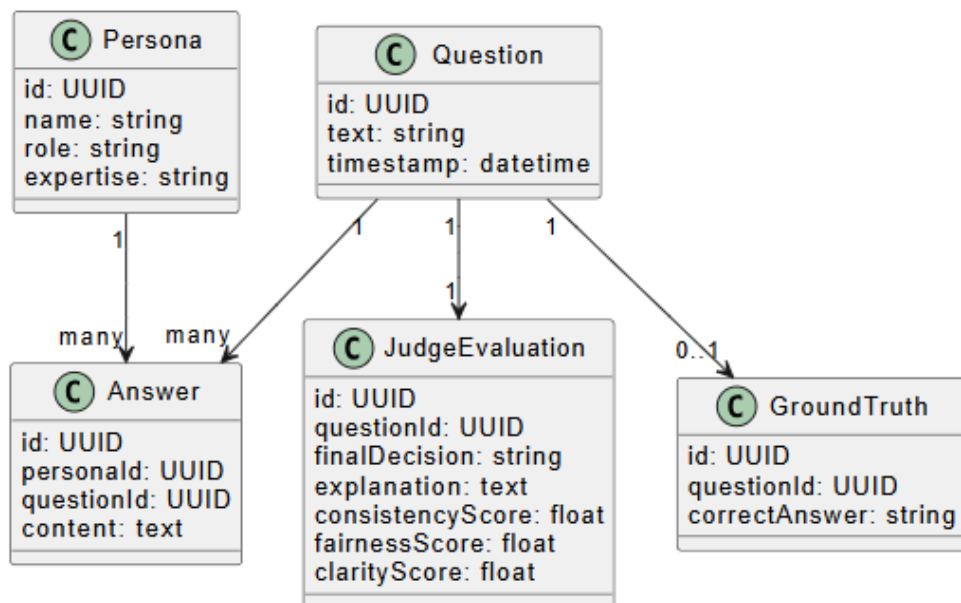 C Persona
id: UUID
name: string
role: string
expertise: string
C Question
id: UUID
text: string
timestamp: datetime
1
1
1
1
many
many
1
0..1
C Answer
id: UUID
personaId: UUID
questionId: UUID
content: text
C JudgeEvaluation
id: UUID
questionId: UUID
finalDecision: string
explanation: text
consistencyScore: float
fairnessScore: float
clarityScore: float
C GroundTruth
id: UUID
questionId: UUID
correctAnswer: string